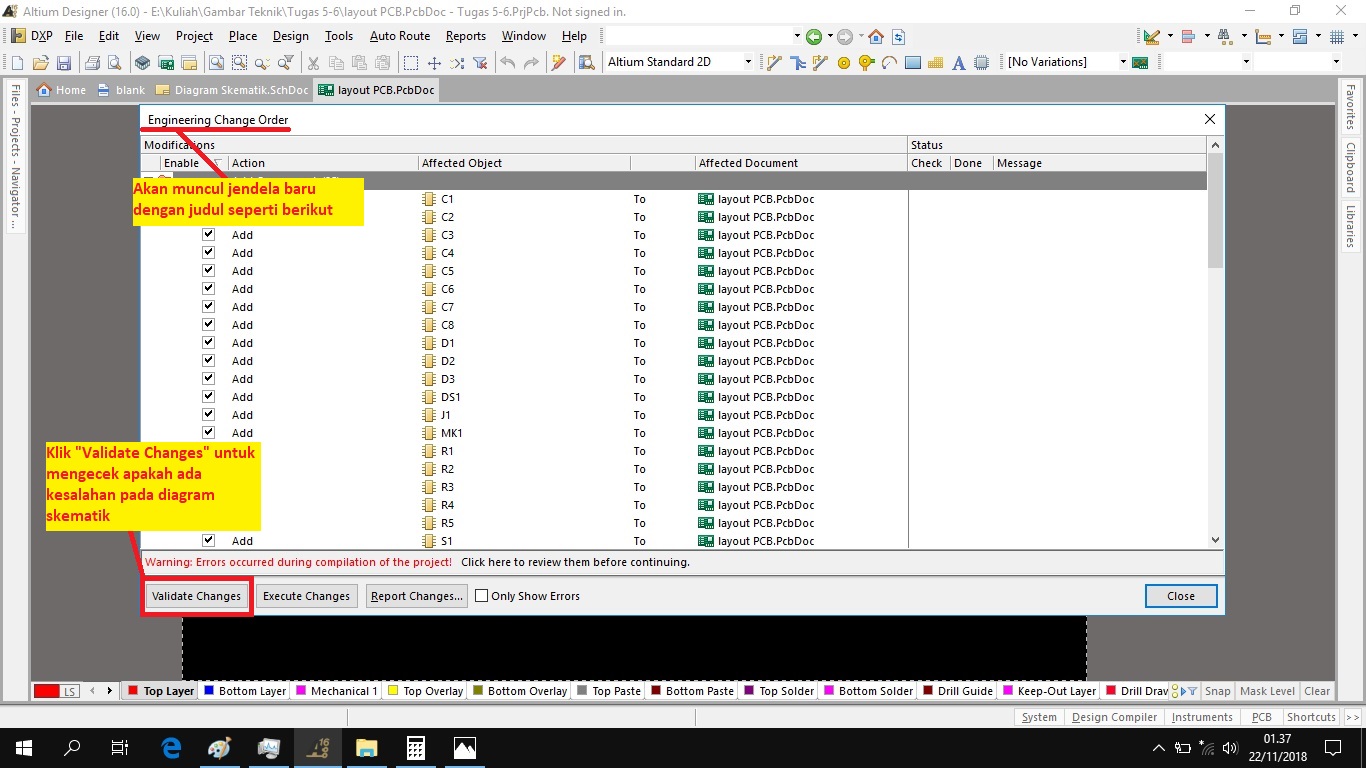 Altium Designer (16.0) - E:\Kuliah\Gambar Teknik\Tugas 5-6\layout PCB.PcbDoc - Tugas 5-6.PrjPcb. Not signed in.
DXP File Edit View Project Place Design Tools Auto Route Reports Window Help
Altium Standard 2D [No Variations]
Home blank Diagram Skematik.SchDoc layout PCB.PcbDoc
Files - Projects - Navigator ...
Favorites
Clipboard
Libraries
Engineering Change Order
Modifications Status
Enable Action Affected Object Affected Document Check Done Message
Akan muncul jendela baru
dengan judul seperti berikut
C1 To layout PCB.PcbDoc
C2 To layout PCB.PcbDoc
Add C3 To layout PCB.PcbDoc
Add C4 To layout PCB.PcbDoc
Add C5 To layout PCB.PcbDoc
Add C6 To layout PCB.PcbDoc
Add C7 To layout PCB.PcbDoc
Add C8 To layout PCB.PcbDoc
Add D1 To layout PCB.PcbDoc
Add D2 To layout PCB.PcbDoc
Add D3 To layout PCB.PcbDoc
Add DS1 To layout PCB.PcbDoc
Add J1 To layout PCB.PcbDoc
Add MK1 To layout PCB.PcbDoc
R1 To layout PCB.PcbDoc
R2 To layout PCB.PcbDoc
R3 To layout PCB.PcbDoc
R4 To layout PCB.PcbDoc
R5 To layout PCB.PcbDoc
Add S1 To layout PCB.PcbDoc
Klik "Validate Changes" untuk
mengecek apakah ada
kesalahan pada diagram
skematik
Warning: Errors occurred during compilation of the project! Click here to review them before continuing.
Validate Changes Execute Changes Report Changes... Only Show Errors Close
LS Top Layer Bottom Layer Mechanical 1 Top Overlay Bottom Overlay Top Paste Bottom Paste Top Solder Bottom Solder Drill Guide Keep-Out Layer Drill Draw Snap Mask Level Clear
System Design Compiler Instruments PCB Shortcuts >>
16
01.37
22/11/2018